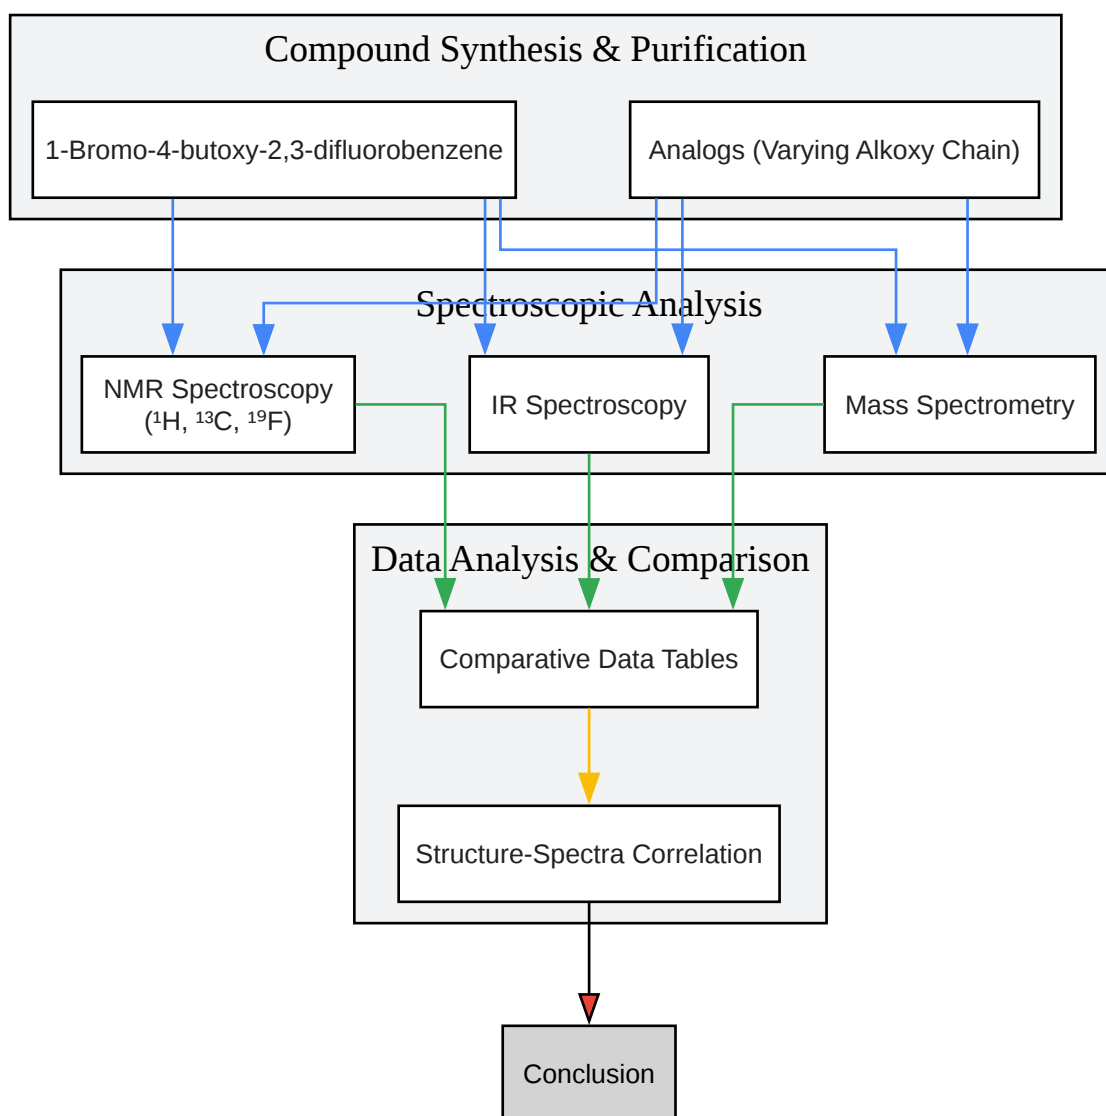 Compound Synthesis & Purification
1-Bromo-4-butoxy-2,3-difluorobenzene
Analogs (Varying Alkoxy Chain)
Spectroscopic Analysis
NMR Spectroscopy
(¹H, ¹³C, ¹⁹F)
IR Spectroscopy
Mass Spectrometry
Data Analysis & Comparison
Comparative Data Tables
Structure-Spectra Correlation
Conclusion